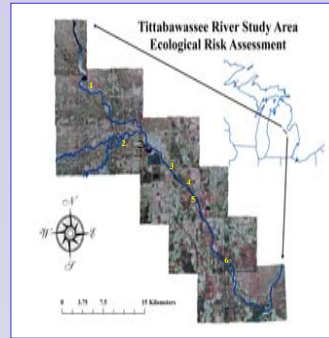 Tittabawassee River Study Area
Ecological Risk Assessment
1
2
3
4
5
6
N
W
E
S
0 3.75 7.5 15 Kilometers